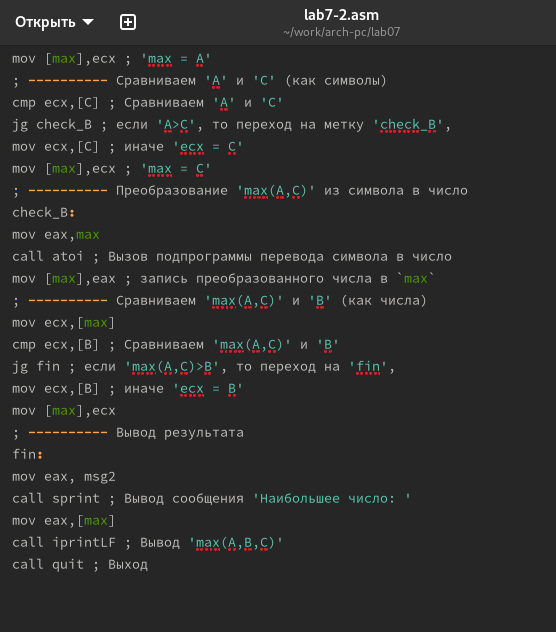 Открыть
lab7-2.asm
~/work/arch-pc/lab07
mov [max],ecx ; 'max = A'
; ---------- Сравниваем 'A' и 'C' (как символы)
cmp ecx,[C] ; Сравниваем 'A' и 'C'
jg check_B ; если 'A>C', то переход на метку 'check_B',
mov ecx,[C] ; иначе 'ecx = C'
mov [max],ecx ; 'max = C'
; ---------- Преобразование 'max(A,C)' из символа в число
check_B:
mov eax,max
call atoi ; Вызов подпрограммы перевода символа в число
mov [max],eax ; запись преобразованного числа в `max`
; ---------- Сравниваем 'max(A,C)' и 'B' (как числа)
mov ecx,[max]
cmp ecx,[B] ; Сравниваем 'max(A,C)' и 'B'
jg fin ; если 'max(A,C)>B', то переход на 'fin',
mov ecx,[B] ; иначе 'ecx = B'
mov [max],ecx
; ---------- Вывод результата
fin:
mov eax, msg2
call sprint ; Вывод сообщения 'Наибольшее число: '
mov eax,[max]
call iprintLF ; Вывод 'max(A,B,C)'
call quit ; Выход